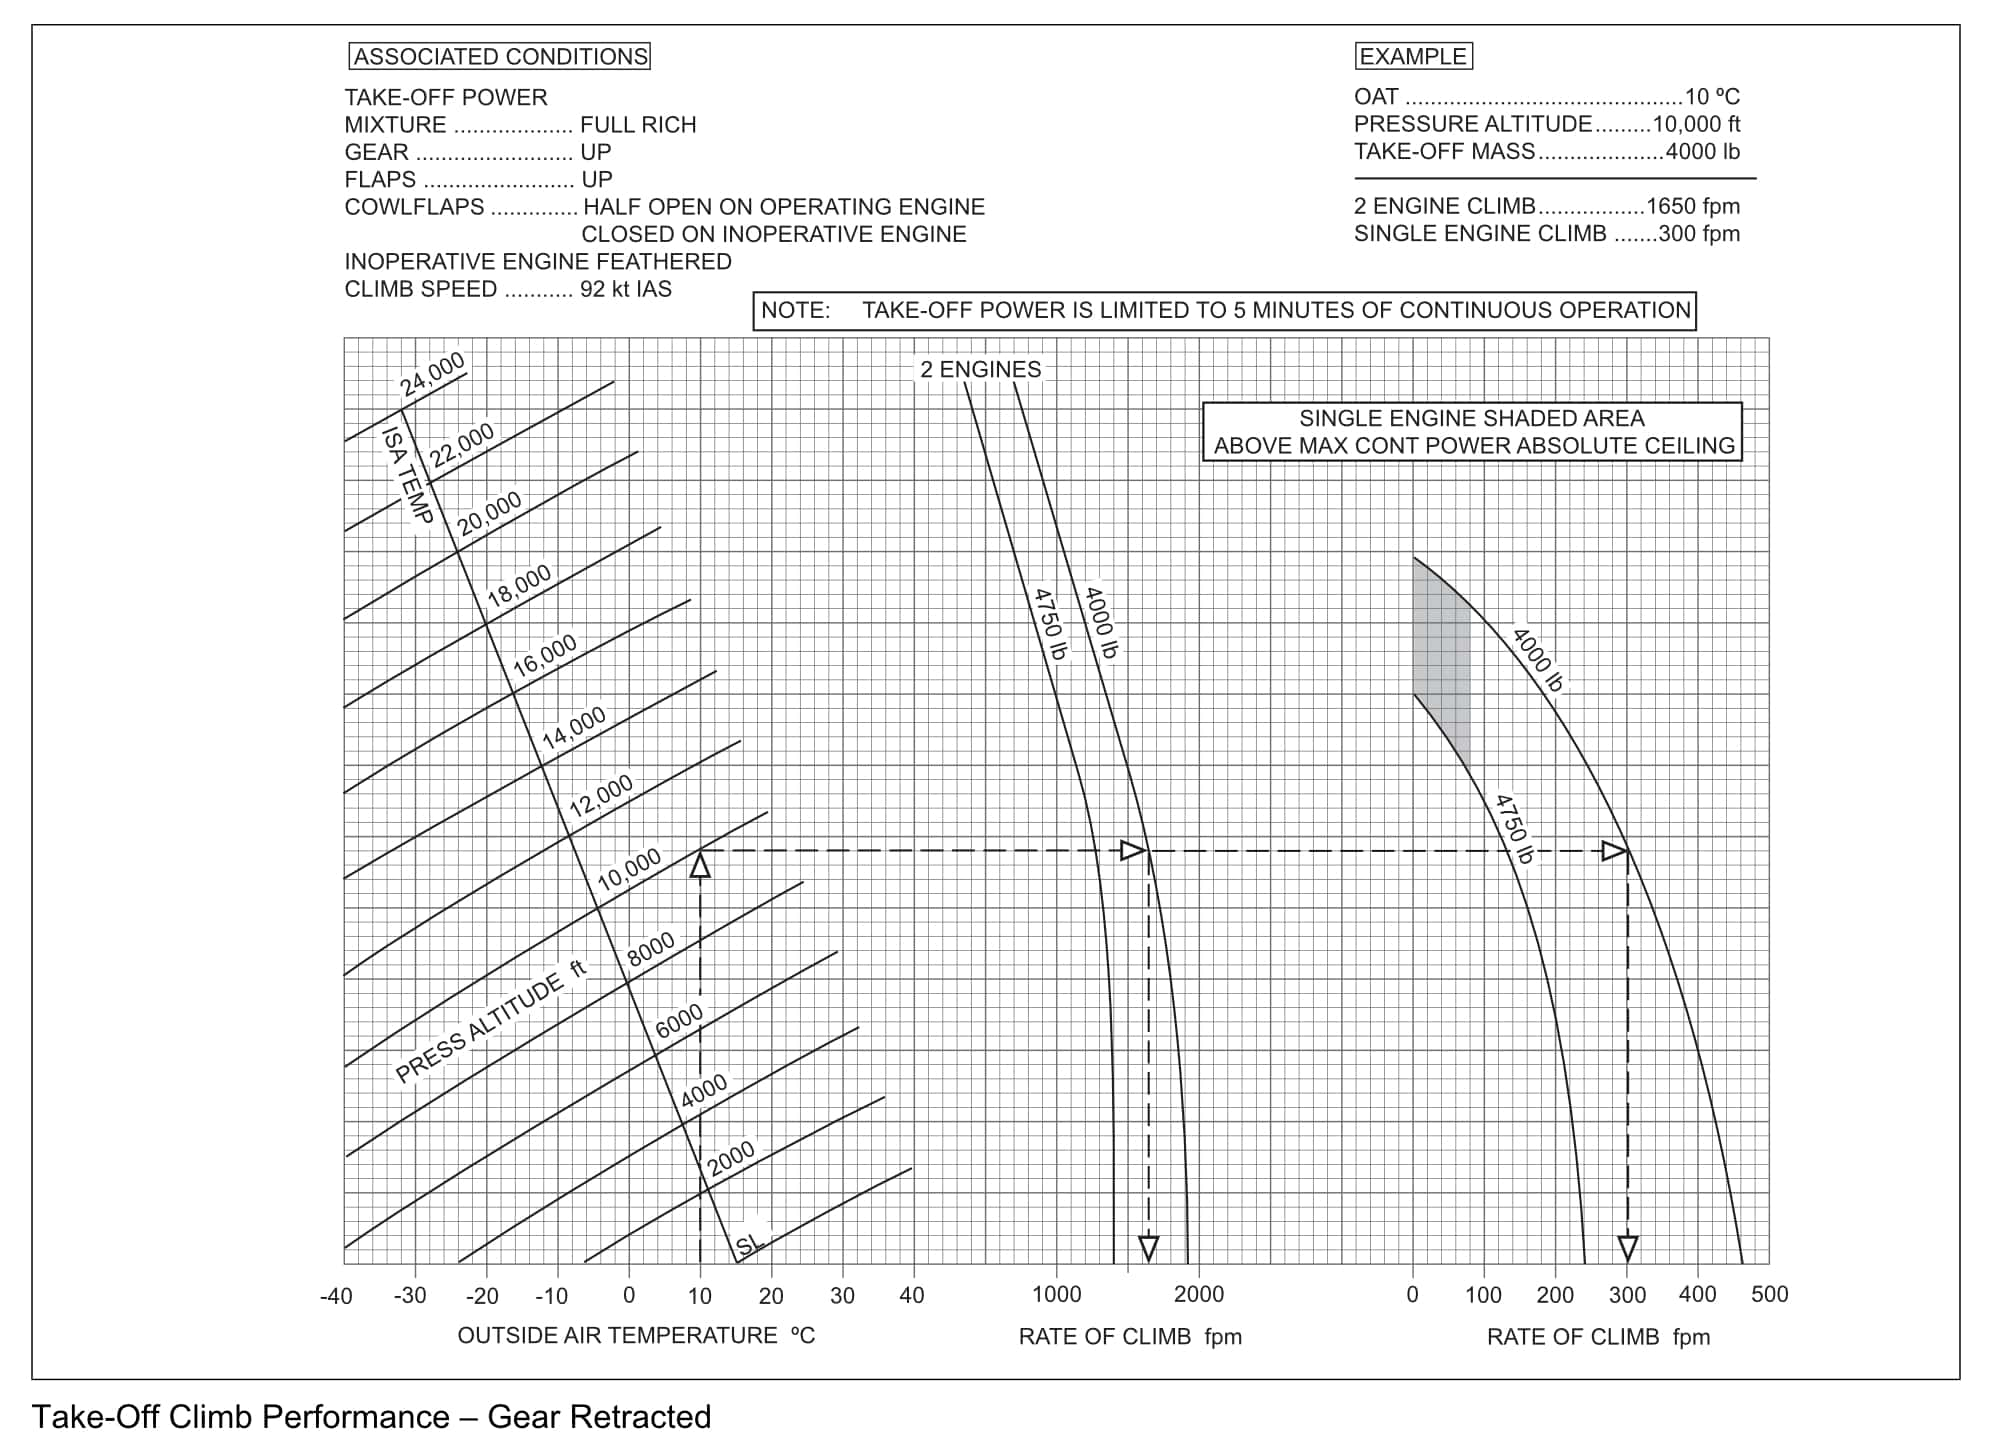 ASSOCIATED CONDITIONS
TAKE-OFF POWER
MIXTURE ................... FULL RICH
GEAR ......................... UP
FLAPS ........................ UP
COWLFLAPS .............. HALF OPEN ON OPERATING ENGINE
CLOSED ON INOPERATIVE ENGINE
INOPERATIVE ENGINE FEATHERED
CLIMB SPEED ........... 92 kt IAS
EXAMPLE
OAT ............................................10 ºC
PRESSURE ALTITUDE.........10,000 ft
TAKE-OFF MASS....................4000 lb
2 ENGINE CLIMB.................1650 fpm
SINGLE ENGINE CLIMB .......300 fpm
NOTE: TAKE-OFF POWER IS LIMITED TO 5 MINUTES OF CONTINUOUS OPERATION
24,000
ISA TEMP
22,000
20,000
18,000
16,000
14,000
12,000
10,000
8000
PRESS ALTITUDE ft
6000
4000
2000
SL
2 ENGINES
4750 lb
4000 lb
SINGLE ENGINE SHADED AREA
ABOVE MAX CONT POWER ABSOLUTE CEILING
4000 lb
4750 lb
-40 -30 -20 -10 0 10 20 30 40
OUTSIDE AIR TEMPERATURE ºC
1000 2000
RATE OF CLIMB fpm
0 100 200 300 400 500
RATE OF CLIMB fpm
Take-Off Climb Performance – Gear Retracted